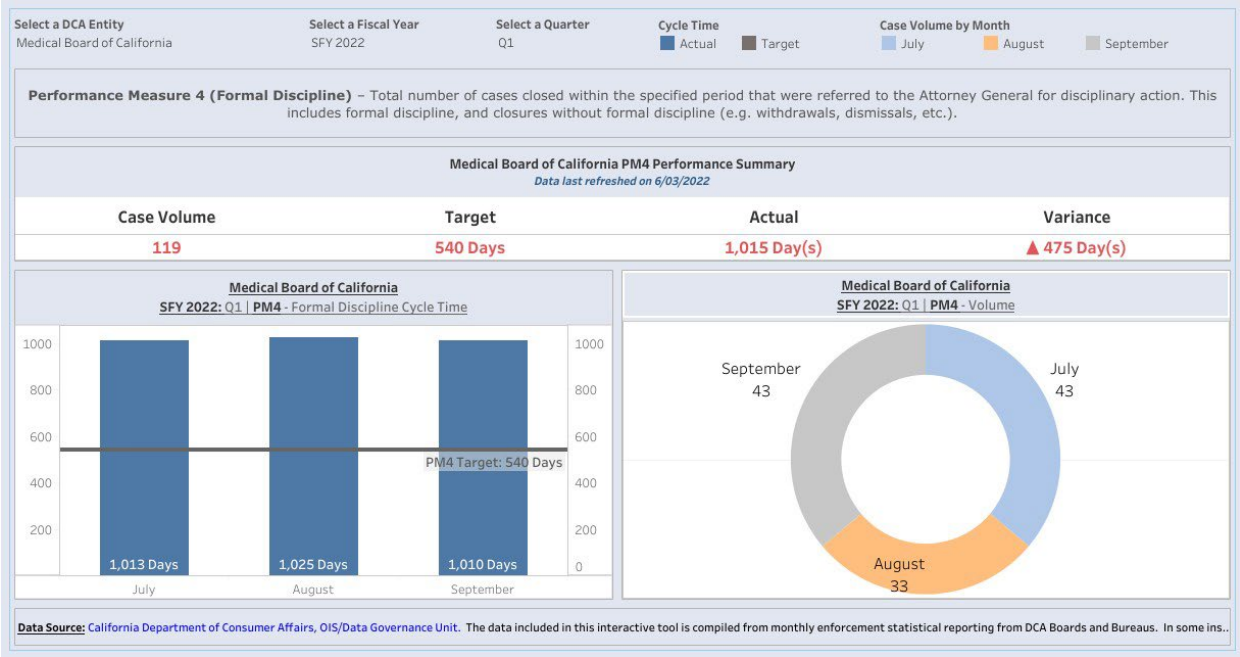 Select a DCA Entity
Medical Board of California
Select a Fiscal Year
SFY 2022
Select a Quarter
Q1
Cycle Time
Actual
Target
Case Volume by Month
July
August
September
Performance Measure 4 (Formal Discipline) – Total number of cases closed within the specified period that were referred to the Attorney General for disciplinary action. This
includes formal discipline, and closures without formal discipline (e.g. withdrawals, dismissals, etc.).
Medical Board of California PM4 Performance Summary
Data last refreshed on 6/03/2022
Case Volume
Target
Actual
Variance
119
540 Days
1,015 Day(s)
▲ 475 Day(s)
Medical Board of California
SFY 2022: Q1 | PM4 - Formal Discipline Cycle Time
1000
800
600
400
200
1000
800
600
400
200
0
PM4 Target: 540 Days
1,013 Days
1,025 Days
1,010 Days
July
August
September
Medical Board of California
SFY 2022: Q1 | PM4 - Volume
September
43
July
43
August
33
Data Source: California Department of Consumer Affairs, OIS/Data Governance Unit. The data included in this interactive tool is compiled from monthly enforcement statistical reporting from DCA Boards and Bureaus. In some ins..